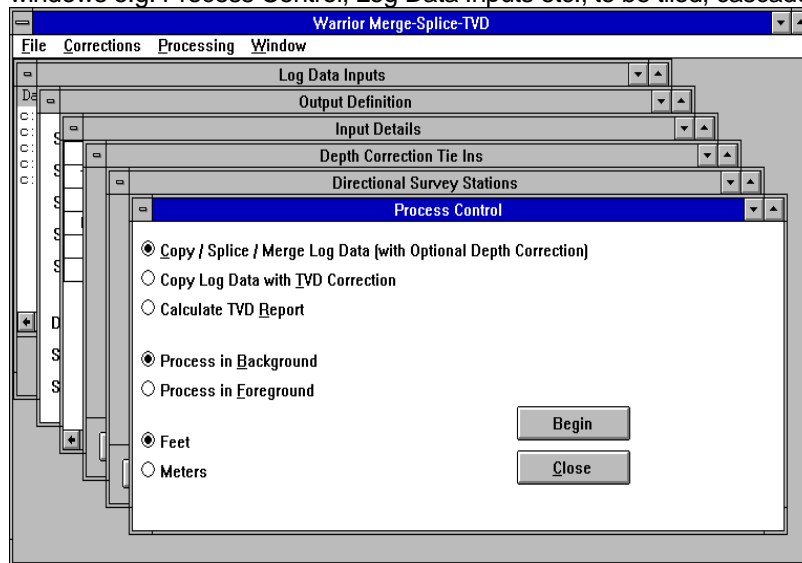 windows e.g. Process Control, Log Data Inputs etc., to be tiled, cascade
Warrior Merge-Splice-TVD
File Corrections Processing Window
Log Data Inputs
Da
Output Definition
c:
c:
c:
c:
c:
Input Details
S
S
S
S
S
D
S
S
Depth Correction Tie Ins
Directional Survey Stations
Process Control
Copy / Splice / Merge Log Data (with Optional Depth Correction)
Copy Log Data with TVD Correction
Calculate TVD Report
Process in Background
Process in Foreground
Feet
Meters
Begin
Close